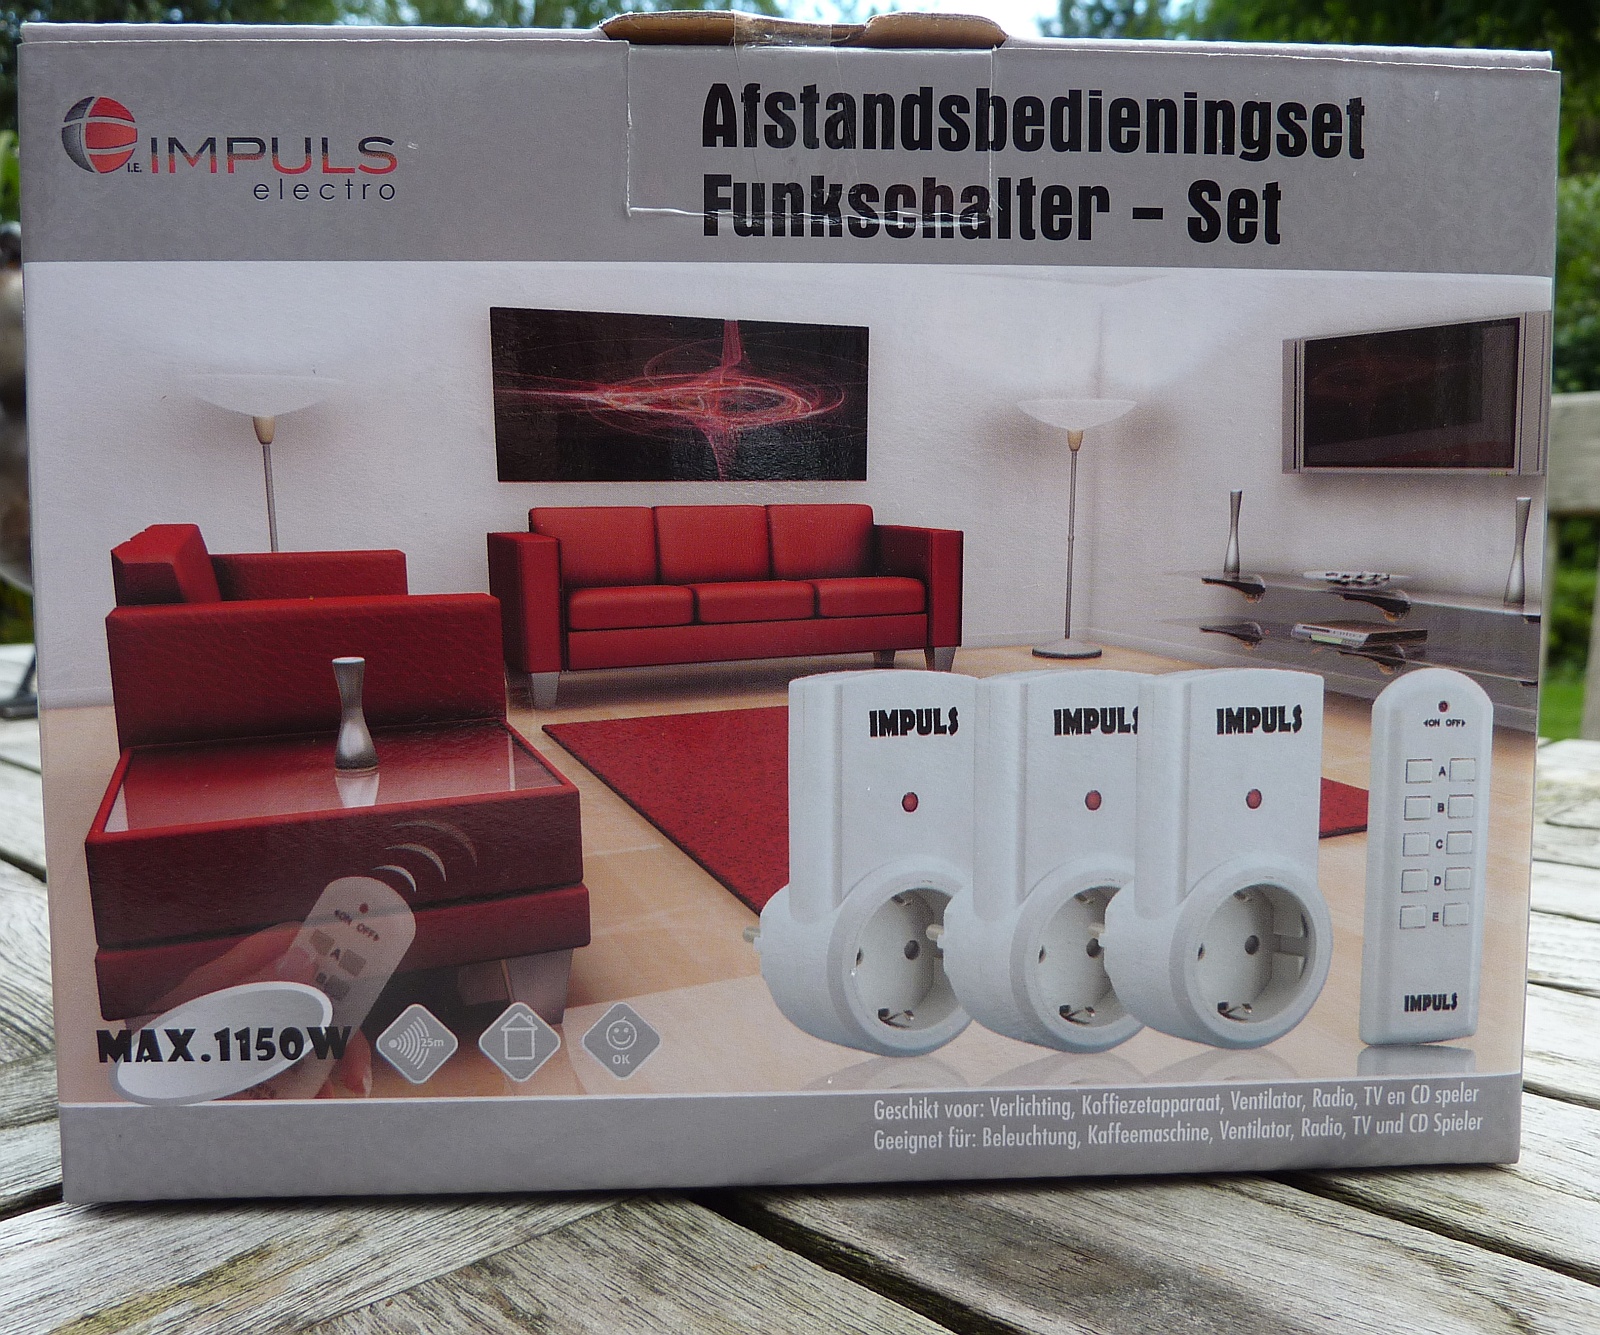 I.E. IMPULS
electro
Afstandsbedieningset
Funkschalter – Set
IMPULS
IMPULS
IMPULS
◄ON OFF►
A
B
C
D
E
IMPULS
◄ON OFF►
A
B
MAX.1150W
25m
OK
Geschikt voor: Verlichting, Koffiezetapparaat, Ventilator, Radio, TV en CD speler
Geeignet für: Beleuchtung, Kaffeemaschine, Ventilator, Radio, TV und CD Spieler